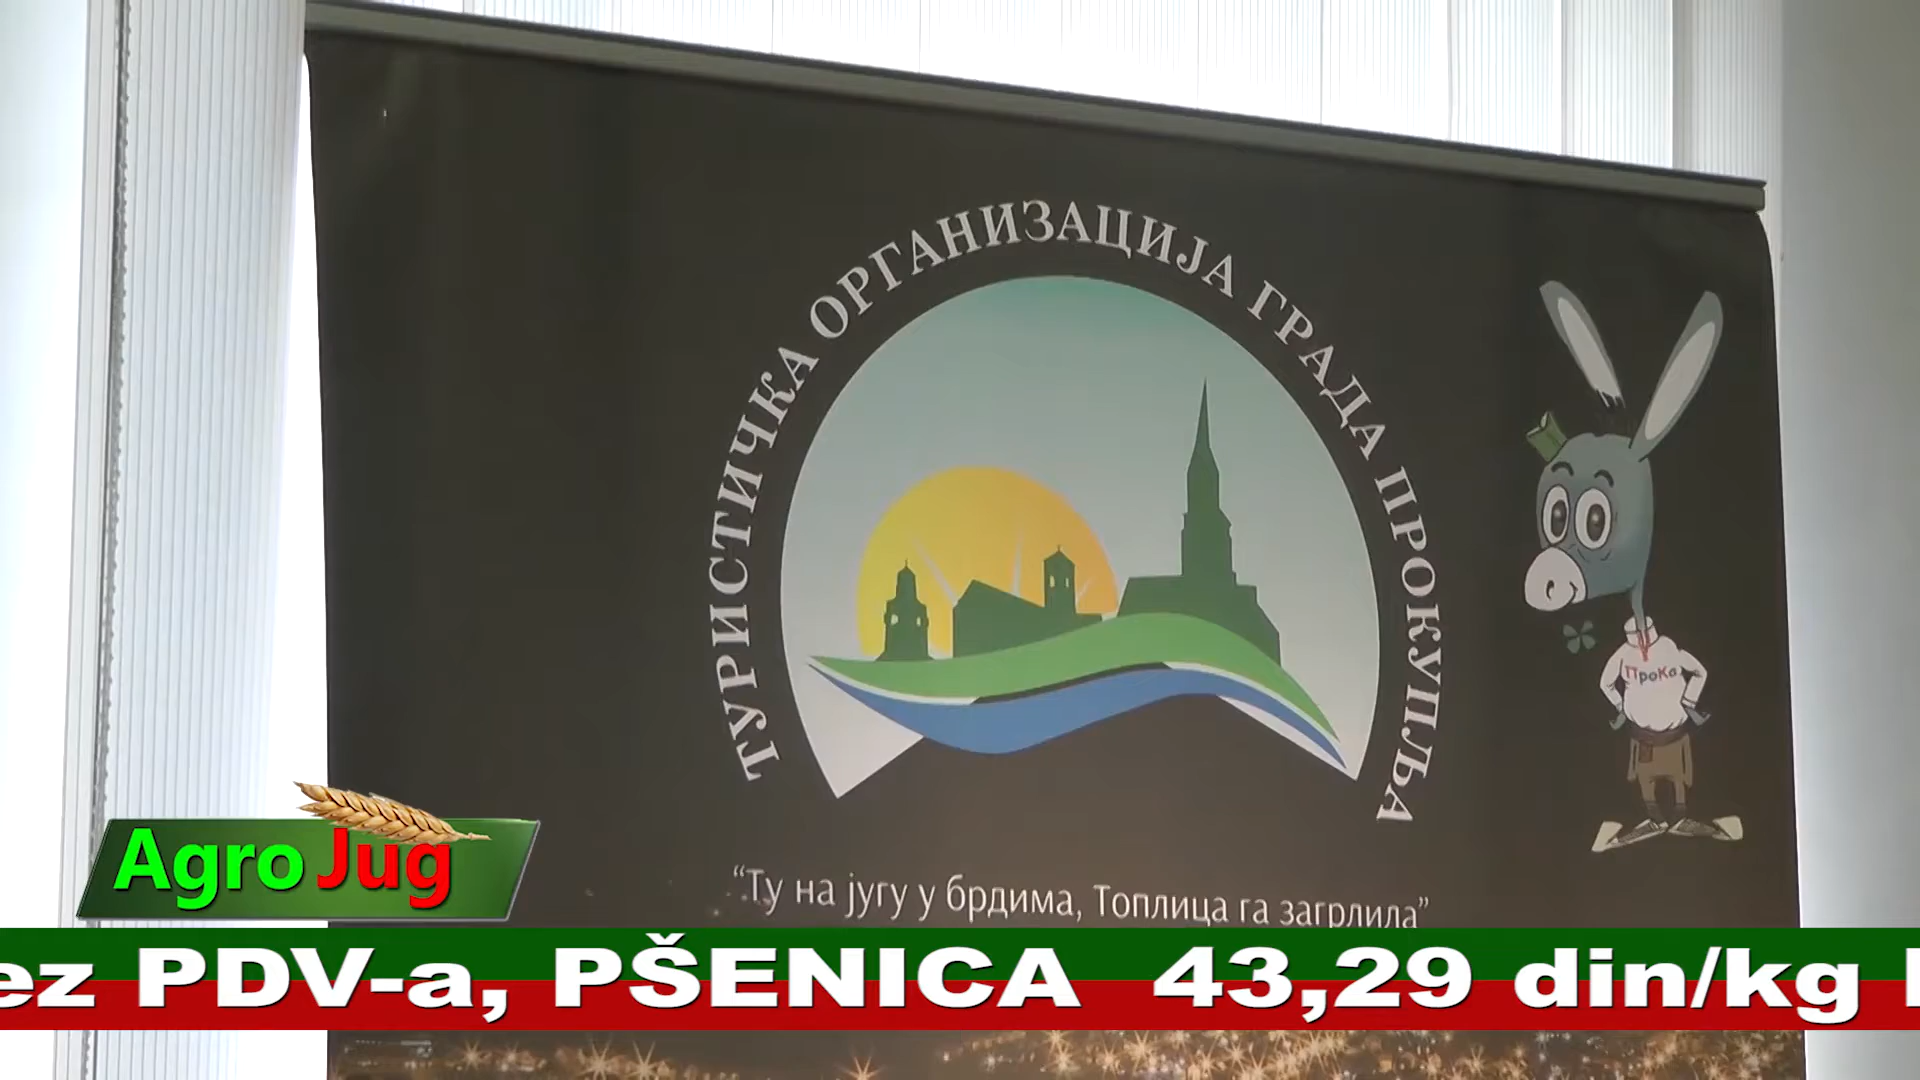 ТУРИСТИЧКА ОРГАНИЗАЦИЈА ГРАДА ПРОКУПЉА
ПроКа
“Ту на југу у брдима, Топлица га загрлила”
AgroJug
ez PDV-a, PŠENICA 43,29 din/kg